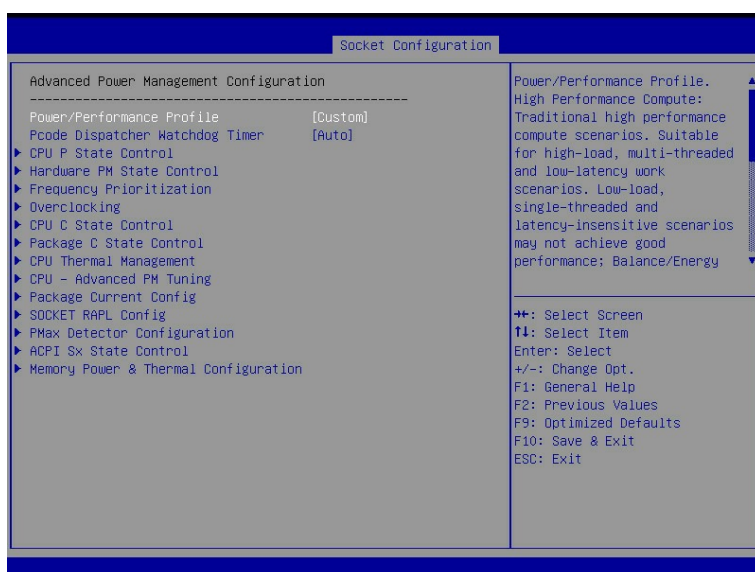 Socket Configuration
Advanced Power Management Configuration
------------------------------------------------
Power/Performance Profile [Custom]
Pcode Dispatcher Watchdog Timer [Auto]
▶ CPU P State Control
▶ Hardware PM State Control
▶ Frequency Prioritization
▶ Overclocking
▶ CPU C State Control
▶ Package C State Control
▶ CPU Thermal Management
▶ CPU - Advanced PM Tuning
▶ Package Current Config
▶ SOCKET RAPL Config
▶ PMax Detector Configuration
▶ ACPI Sx State Control
▶ Memory Power & Thermal Configuration
Power/Performance Profile.
High Performance Compute:
Traditional high performance
compute scenarios. Suitable
for high-load, multi-threaded
and low-latency work
scenarios. Low-load,
single-threaded and
latency-insensitive scenarios
may not achieve good
performance; Balance/Energy
→←: Select Screen
↑↓: Select Item
Enter: Select
+/-: Change Opt.
F1: General Help
F2: Previous Values
F9: Optimized Defaults
F10: Save & Exit
ESC: Exit